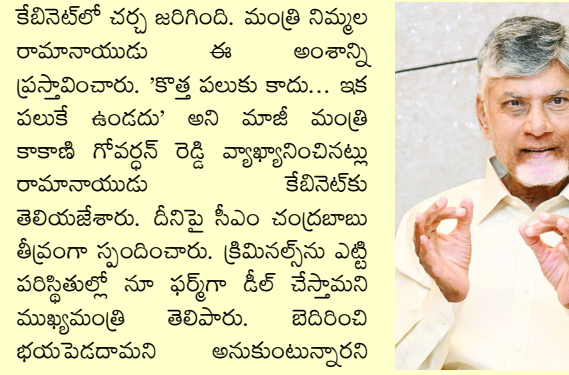 కేబినెట్‌లో చర్చ జరిగింది. మంత్రి నిమ్మల
రామానాయుడు ఈ అంశాన్ని
ప్రస్తావించారు. 'కొత్త పలుకు కాదు... ఇక
పలుకే ఉండదు' అని మాజీ మంత్రి
కాకాణి గోవర్ధన్ రెడ్డి వ్యాఖ్యానించినట్లు
రామానాయుడు కేబినెట్‌కు
తెలియజేశారు. దీనిపై సీఎం చంద్రబాబు
తీవ్రంగా స్పందించారు. క్రిమినల్స్‌ను ఎట్టి
పరిస్థితుల్లో నూ ఫర్మ్‌గా డీల్ చేస్తామని
ముఖ్యమంత్రి తెలిపారు. బెదిరించి
భయపెడదామని అనుకుంటున్నారని